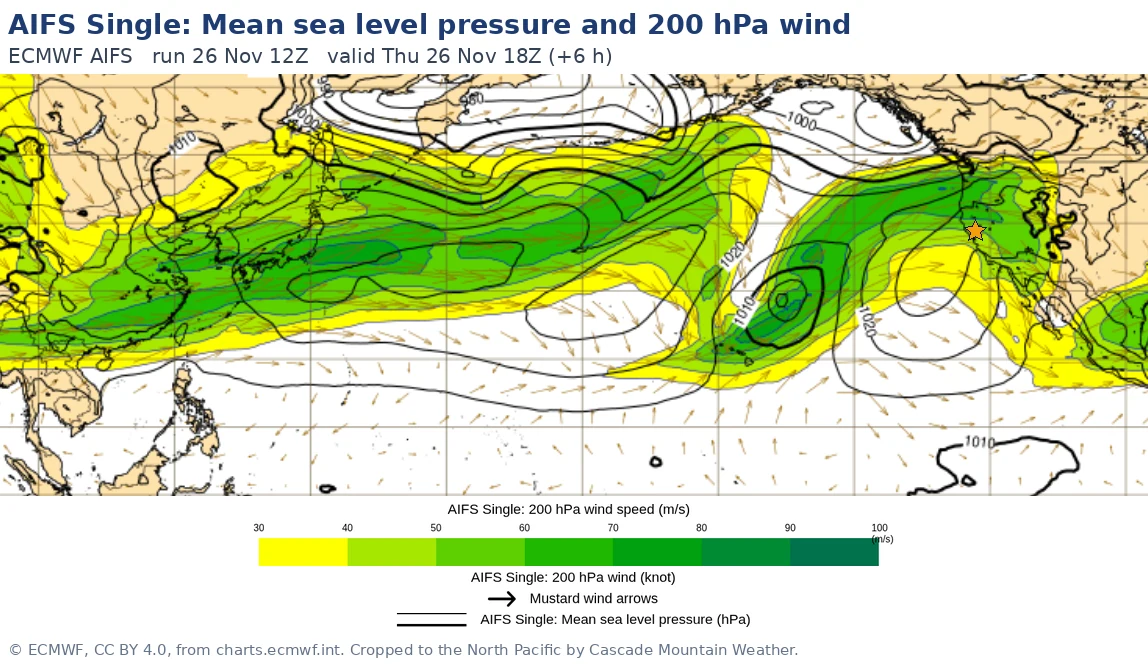 AIFS Single: Mean sea level pressure and 200 hPa wind
ECMWF AIFS run 26 Nov 12Z valid Thu 26 Nov 18Z (+6 h)
980
1000
1000
1010
1020
1010
1020
1010
AIFS Single: 200 hPa wind speed (m/s)
30 40 50 60 70 80 90 100
(m/s)
AIFS Single: 200 hPa wind (knot)
Mustard wind arrows
AIFS Single: Mean sea level pressure (hPa)
© ECMWF, CC BY 4.0, from charts.ecmwf.int. Cropped to the North Pacific by Cascade Mountain Weather.